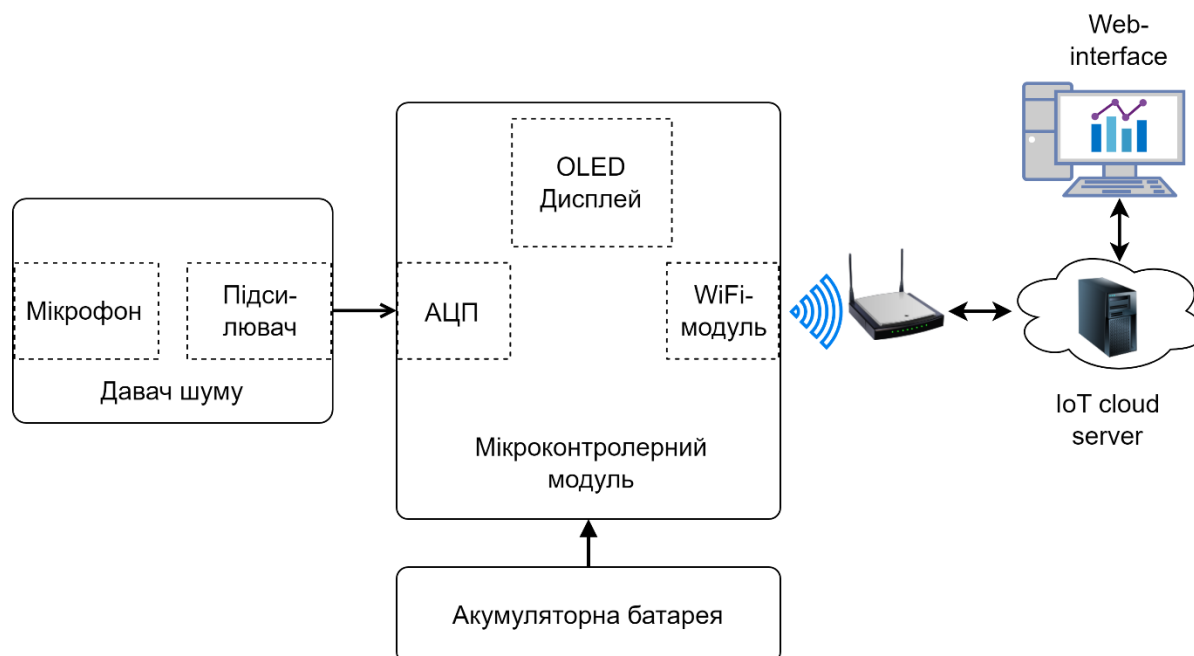 Web-
interface
OLED
Дисплей
Мікрофон
Підси-
лювач
АЦП
WiFi-
модуль
Давач шуму
IoT cloud
server
Мікроконтролерний
модуль
Акумуляторна батарея